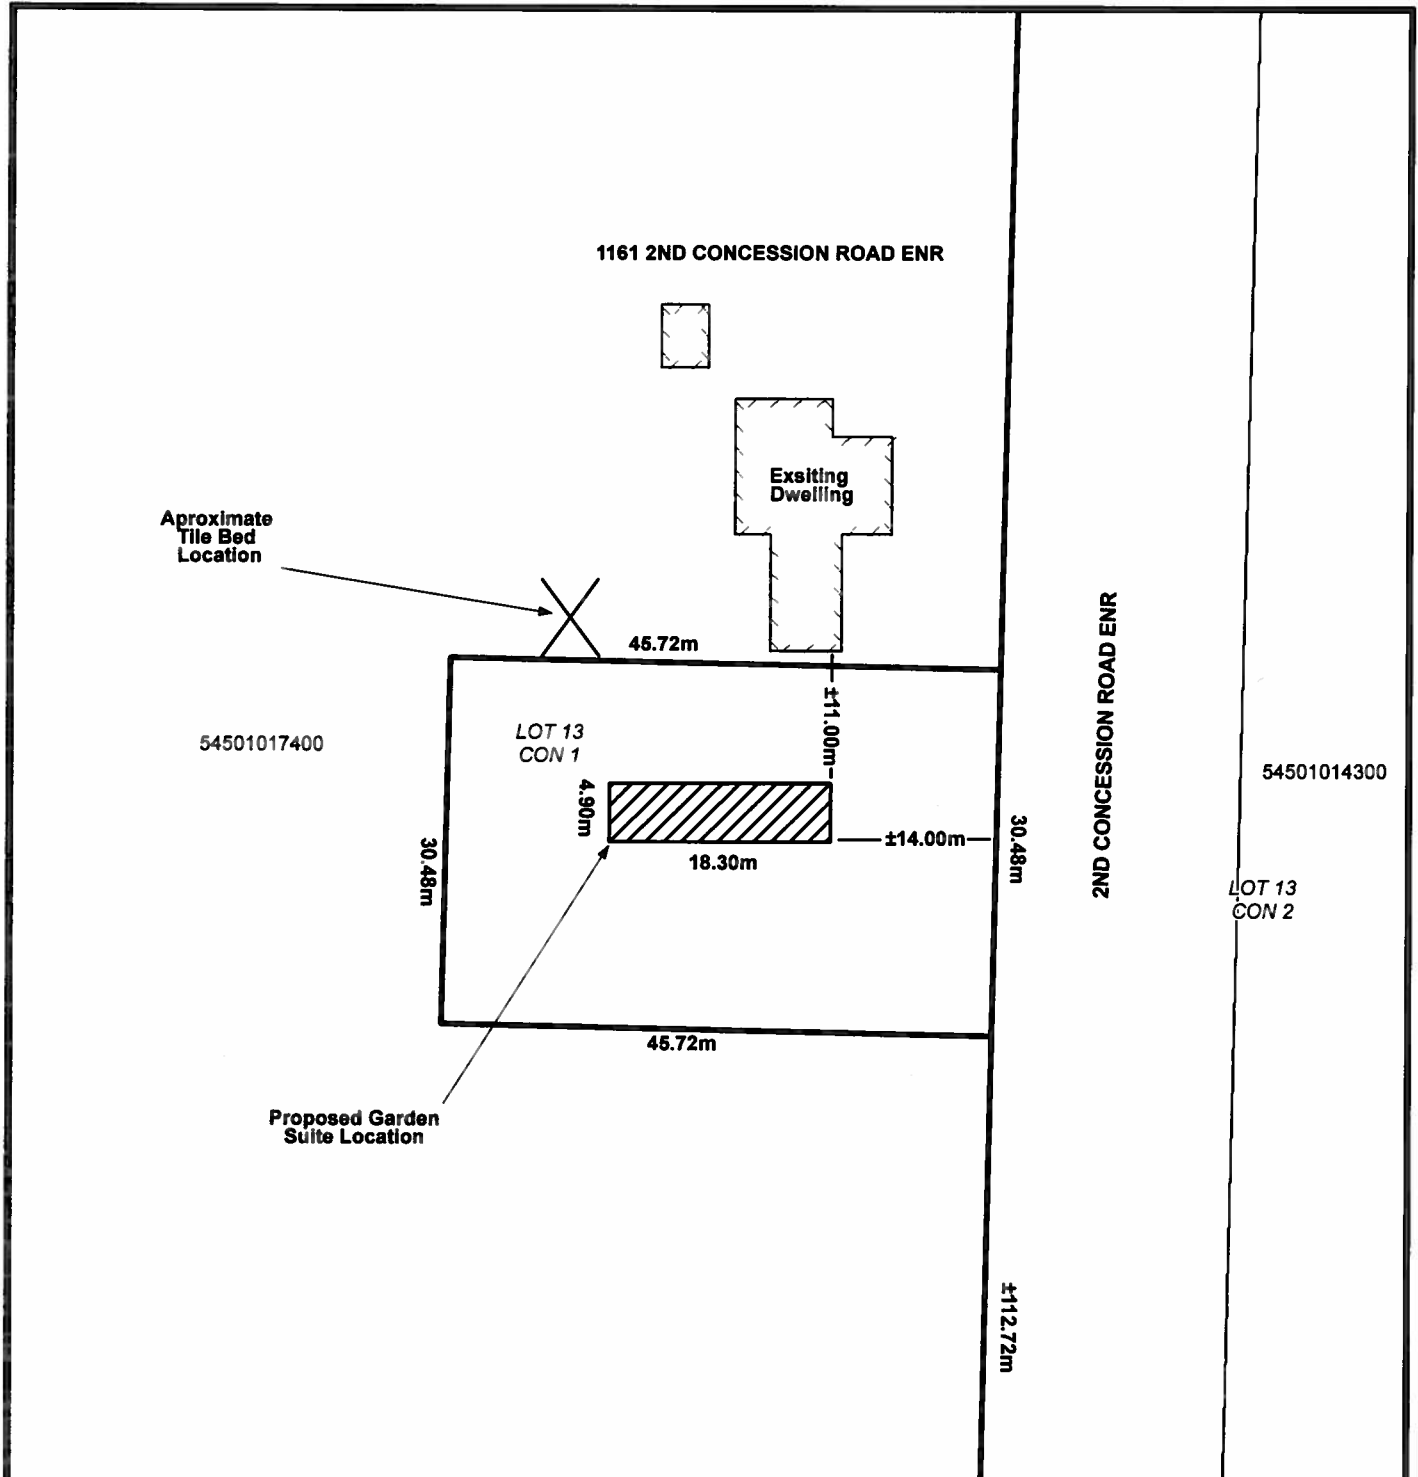 1161 2ND CONCESSION ROAD ENR
Exsiting
Dwelling
Aproximate
Tile Bed
Location
45.72m
±11.00m
LOT 13
CON 1
54501017400
4.90m
18.30m
±14.00m
30.48m
30.48m
2ND CONCESSION ROAD ENR
54501014300
LOT 13
CON 2
45.72m
Proposed Garden
Suite Location
±112.72m